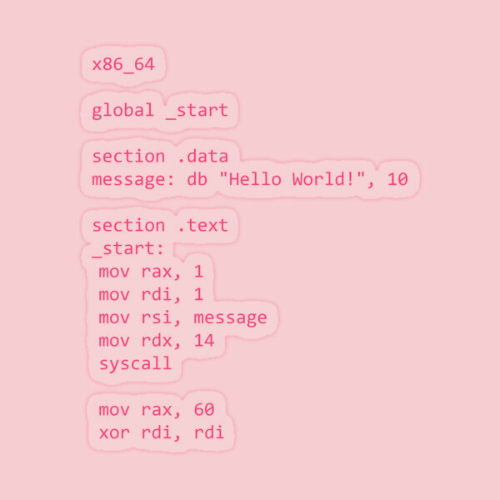 x86_64
global _start
section .data
message: db "Hello World!", 10
section .text
_start:
mov rax, 1
mov rdi, 1
mov rsi, message
mov rdx, 14
syscall
mov rax, 60
xor rdi, rdi